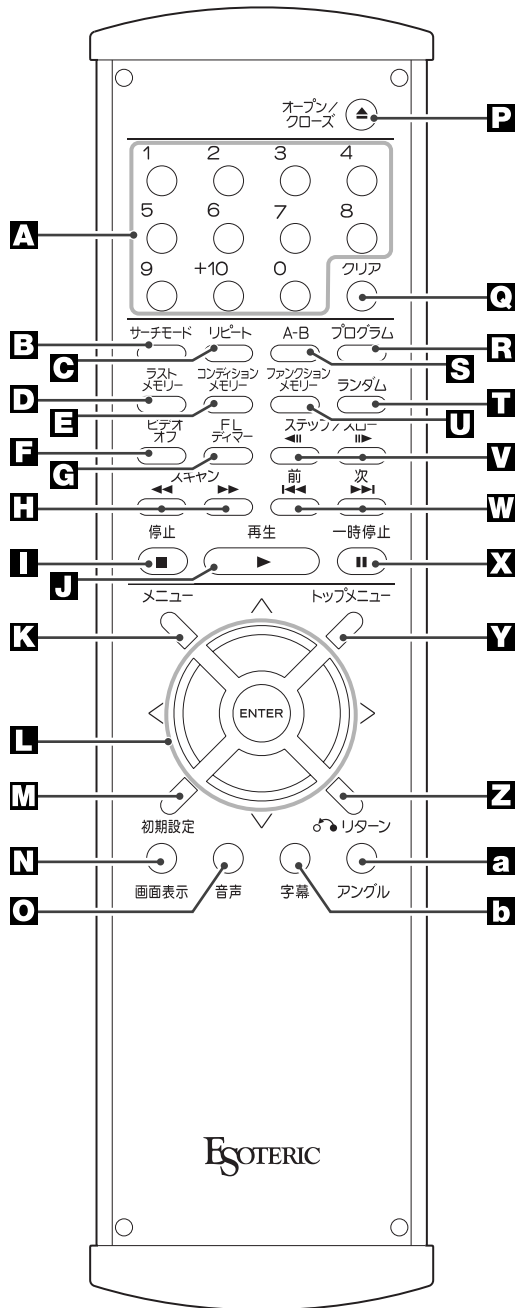 オープン/
クローズ
P
1 2 3 4
5 6 7 8
A
9 +10 0 クリア
Q
サーチモード リピート A-B プログラム
B C S R
ラスト
メモリー
コンディション
メモリー
ファンクション
メモリー
ランダム
D E U T
ビデオ
オフ
FL
ディマー
ステップ/スロー
F G V
スキャン 前 次
H W
停止 再生 一時停止
I J X
メニュー トップメニュー
K Y
ENTER
L
M Z
初期設定 リターン
N a
画面表示 音声 字幕 アングル
O b
ESOTERIC